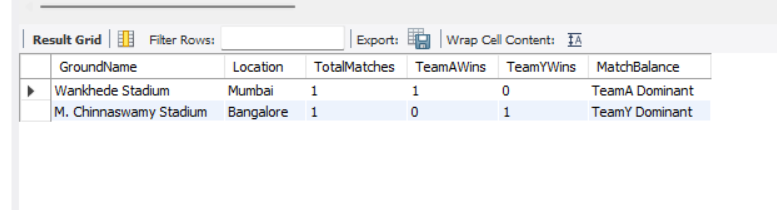 Result Grid Filter Rows: Export: Wrap Cell Content: IA
GroundName Location TotalMatches TeamAWins TeamYWins MatchBalance
Wankhede Stadium Mumbai 1 1 0 TeamA Dominant
M. Chinnaswamy Stadium Bangalore 1 0 1 TeamY Dominant